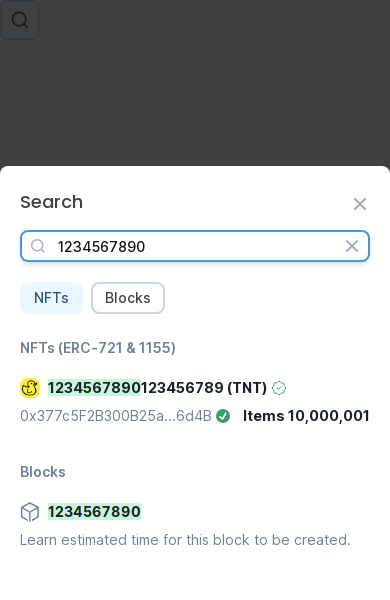 Search
1234567890
NFTs Blocks
NFTs (ERC-721 & 1155)
1234567890123456789 (TNT)
0x377c5F2B300B25a...6d4B Items 10,000,001
Blocks
1234567890
Learn estimated time for this block to be created.